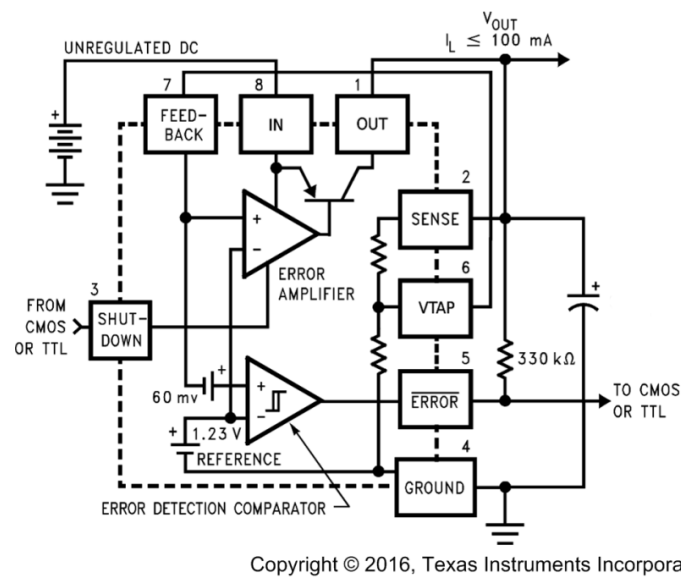 V OUT
I L ≤ 100 mA
UNREGULATED DC
7
8
1
+
FEED-
BACK
IN
OUT
2
+
−
SENSE
+
ERROR
AMPLIFIER
6
VTAP
3
FROM
CMOS
OR TTL
SHUT-
DOWN
5
330 kΩ
60 mv
+
+
−
ERROR
TO CMOS
OR TTL
+
1.23 V
REFERENCE
4
GROUND
ERROR DETECTION COMPARATOR
Copyright © 2016, Texas Instruments Incorpora